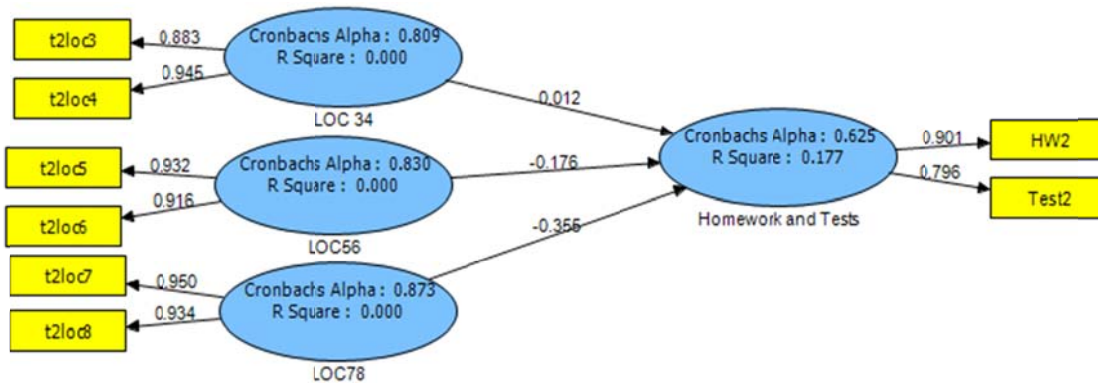 t2loc3
0.883
t2loc4
0.945
Cronbachs Alpha : 0.809
R Square : 0.000
LOC 34
0.012
t2loc5
0.932
t2loc6
0.916
Cronbachs Alpha : 0.830
R Square : 0.000
LOC56
-0.176
t2loc7
0.950
t2loc8
0.934
Cronbachs Alpha : 0.873
R Square : 0.000
LOC78
-0.355
Cronbachs Alpha : 0.625
R Square : 0.177
Homework and Tests
0.901
HW2
0.796
Test2